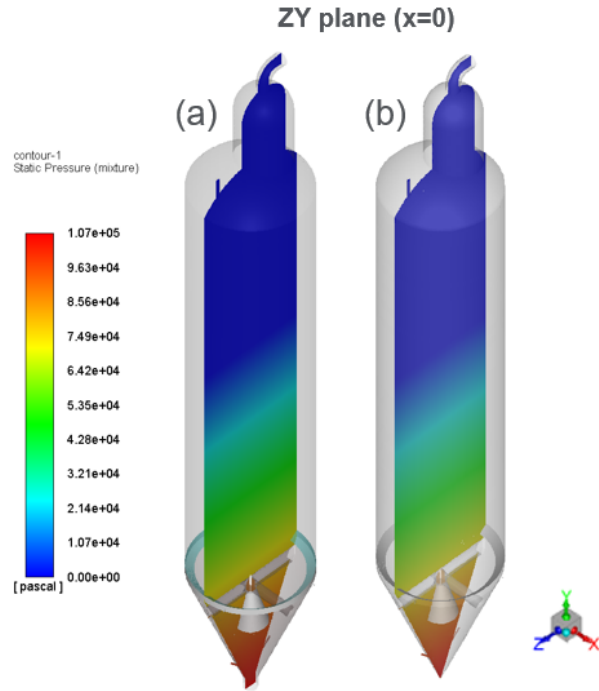 ZY plane (x=0)
(a)
(b)
contour-1
Static Pressure (mixture)
1.07e+05
9.63e+04
8.56e+04
7.49e+04
6.42e+04
5.35e+04
4.28e+04
3.21e+04
2.14e+04
1.07e+04
0.00e+00
[ pascal ]
Y
Z
X